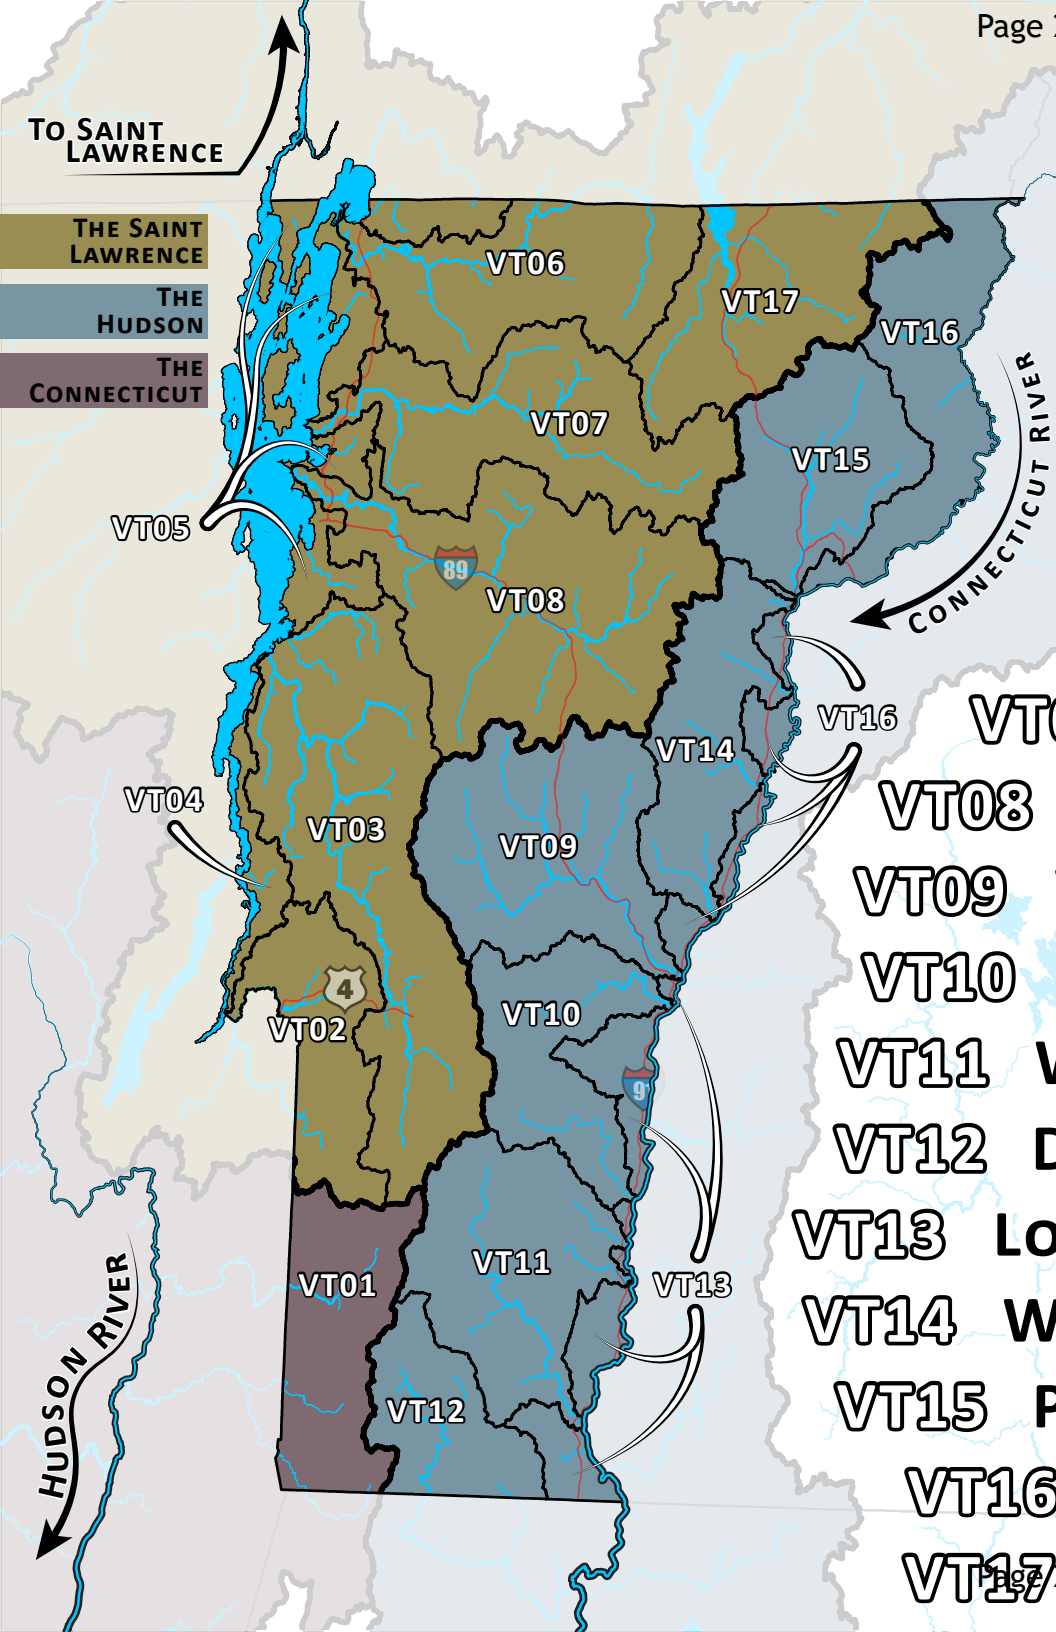 Page
TO SAINT
LAWRENCE
THE SAINT
LAWRENCE
THE
HUDSON
THE
CONNECTICUT
VT06
VT17
VT16
VT07
VT15
CONNECTICUT RIVER
VT05
89
VT08
VT16
VT14
VT04
VT03
VT09
4
VT02
VT10
VT11
VT13
VT01
VT12
HUDSON RIVER
VT08
VT09
VT10
VT11
VT12 D
VT13 Lo
VT14 W
VT15 P
VT16
VT17
Page